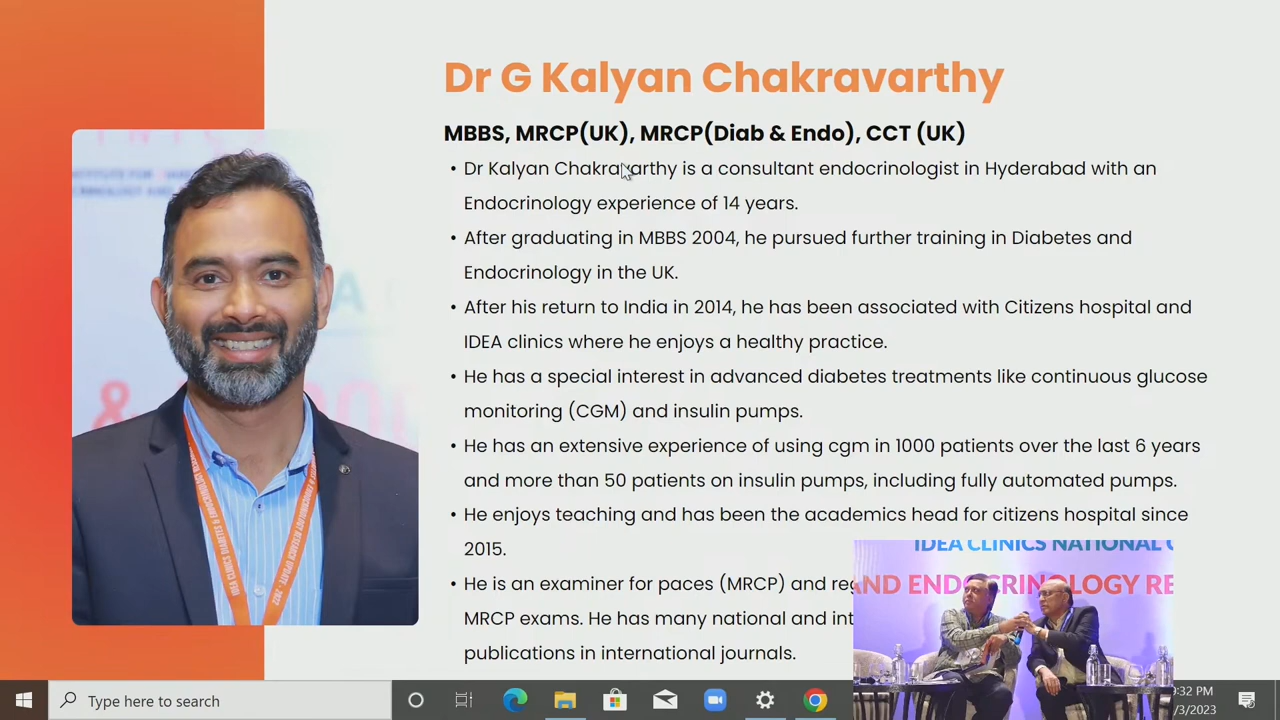 Dr G Kalyan Chakravarthy
MBBS, MRCP(UK), MRCP(Diab & Endo), CCT (UK)
• Dr Kalyan Chakravarthy is a consultant endocrinologist in Hyderabad with an
Endocrinology experience of 14 years.
• After graduating in MBBS 2004, he pursued further training in Diabetes and
Endocrinology in the UK.
• After his return to India in 2014, he has been associated with Citizens hospital and
IDEA clinics where he enjoys a healthy practice.
• He has a special interest in advanced diabetes treatments like continuous glucose
monitoring (CGM) and insulin pumps.
• He has an extensive experience of using cgm in 1000 patients over the last 6 years
and more than 50 patients on insulin pumps, including fully automated pumps.
• He enjoys teaching and has been the academics head for citizens hospital since
2015.
• He is an examiner for paces (MRCP) and
MRCP exams. He has many national and
publications in international journals.
IDEA CLINICS NATIONAL
AND ENDOCRINOLOGY
IDEA CLINICS DIABETES & ENDOCRINOLOGY
& ENDOCRINOLOGY RESEARCH UPDATE, 2022
Type here to search
:32 PM
/3/2023